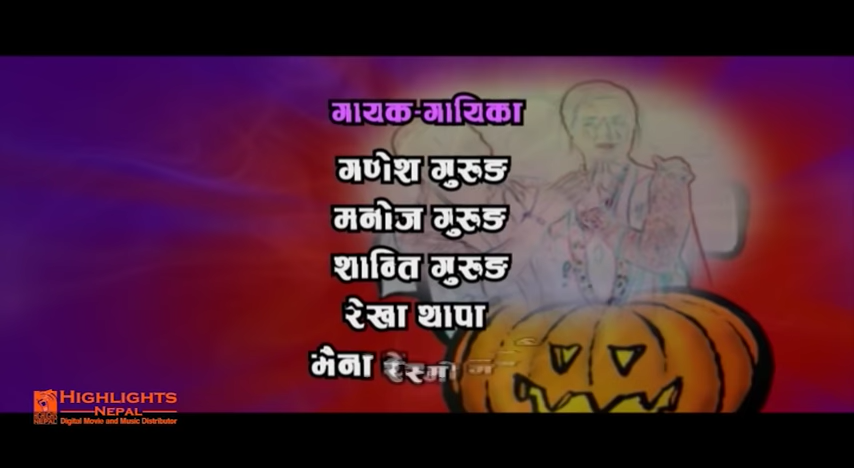 गायक-गायिका
गणेश गुरुङ
मनोज गुरुङ
शान्ति गुरुङ
रेखा थापा
मैना
HIGHLIGHTS
NEPAL
Digital Movie and Music Distributor